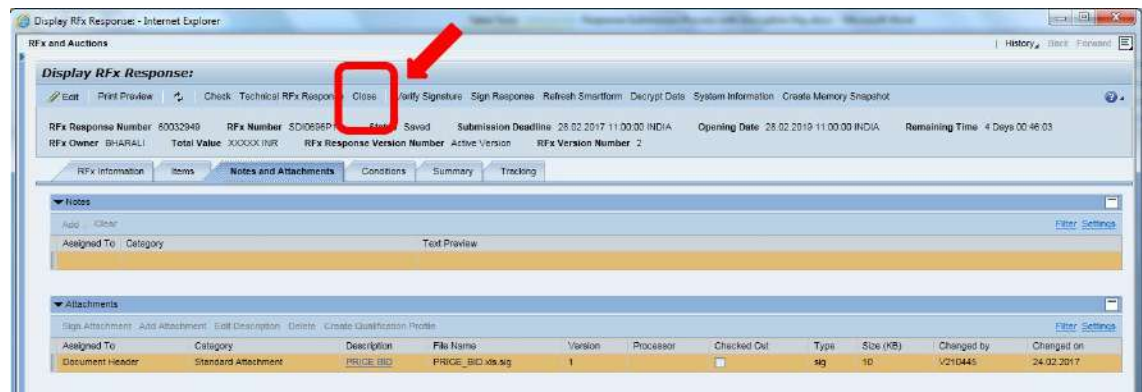 Display RFx Response: - Internet Explorer
RFx and Auctions
History Back Forward
Display RFx Response:
Edit Print Preview Check Technical RFx Response Close Verify Signature Sign Response Refresh Smartform Decrypt Data System Information Create Memory Snapshot
RFx Response Number 60032949 RFx Number Status Saved Submission Deadline 28.02.2017 11:00:00 INDIA Opening Date 28.02.2019 11:00:00 INDIA Remaining Time 4 Days 00:46:03
RFx Owner BHARALI Total Value XXXXX INR RFx Response Version Number Active Version RFx Version Number 2
RFx Information Items Notes and Attachments Conditions Summary Tracking
Notes
Add Clear Filter Settings
Assigned To Category Text Preview
Attachments
Sign Attachment Add Attachment Edit Description Delete Create Qualification Profile Filter Settings
Assigned To Category Description File Name Version Processor Checked Out Type Size (KB) Changed by Changed on
Document Header Standard Attachment PRICE BID PRICE_BID.xls.sig 1 sig 10 V210445 24.02.2017